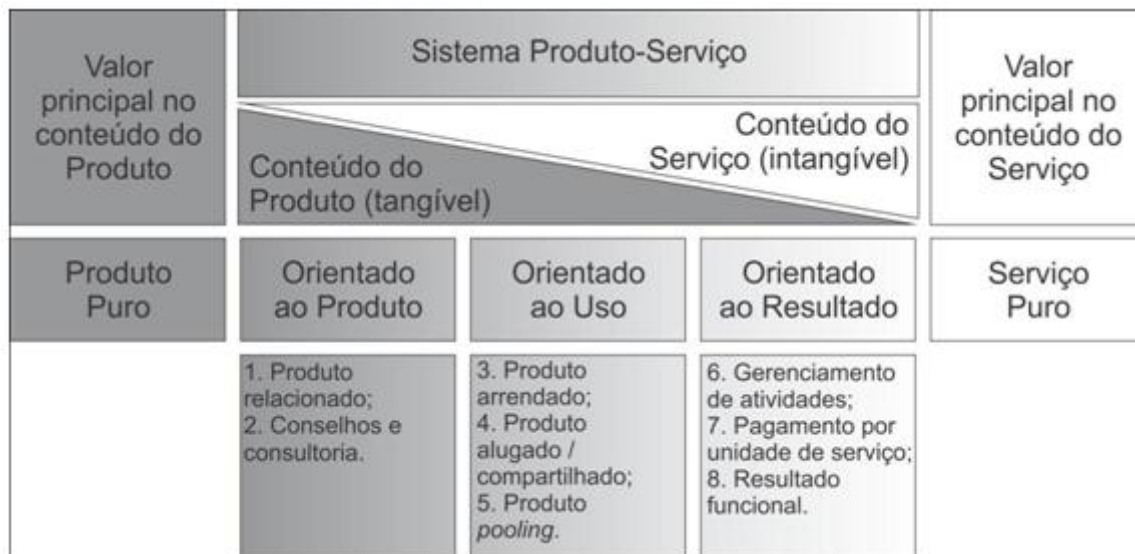 Valor
principal no
conteúdo do
Produto
Sistema Produto-Serviço
Conteúdo do
Serviço (intangível)
Conteúdo do
Produto (tangível)
Valor
principal no
conteúdo do
Serviço
Produto
Puro
Orientado
ao Produto
Orientado
ao Uso
Orientado
ao Resultado
Serviço
Puro
1. Produto
relacionado;
2. Conselhos e
consultoria.
3. Produto
arrendado;
4. Produto
alugado /
compartilhado;
5. Produto
pooling.
6. Gerenciamento
de atividades;
7. Pagamento por
unidade de serviço;
8. Resultado
funcional.